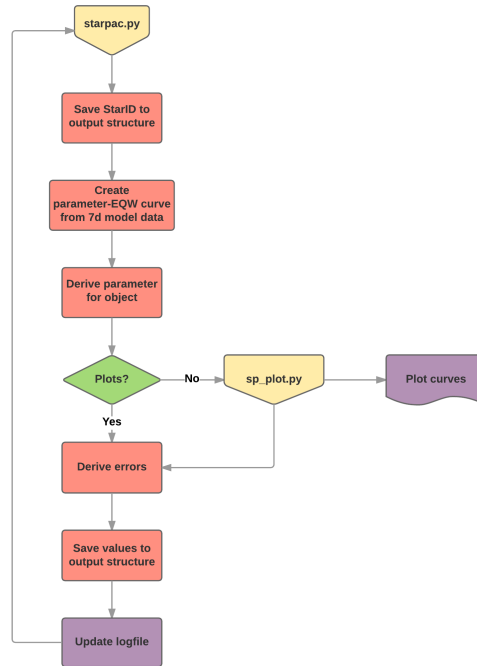 starpac.py
Save StarID to
output structure
Create
parameter-EQW curve
from 7d model data
Derive parameter
for object
Plots?
No
sp_plot.py
Plot curves
Yes
Derive errors
Save values to
output structure
Update logfile